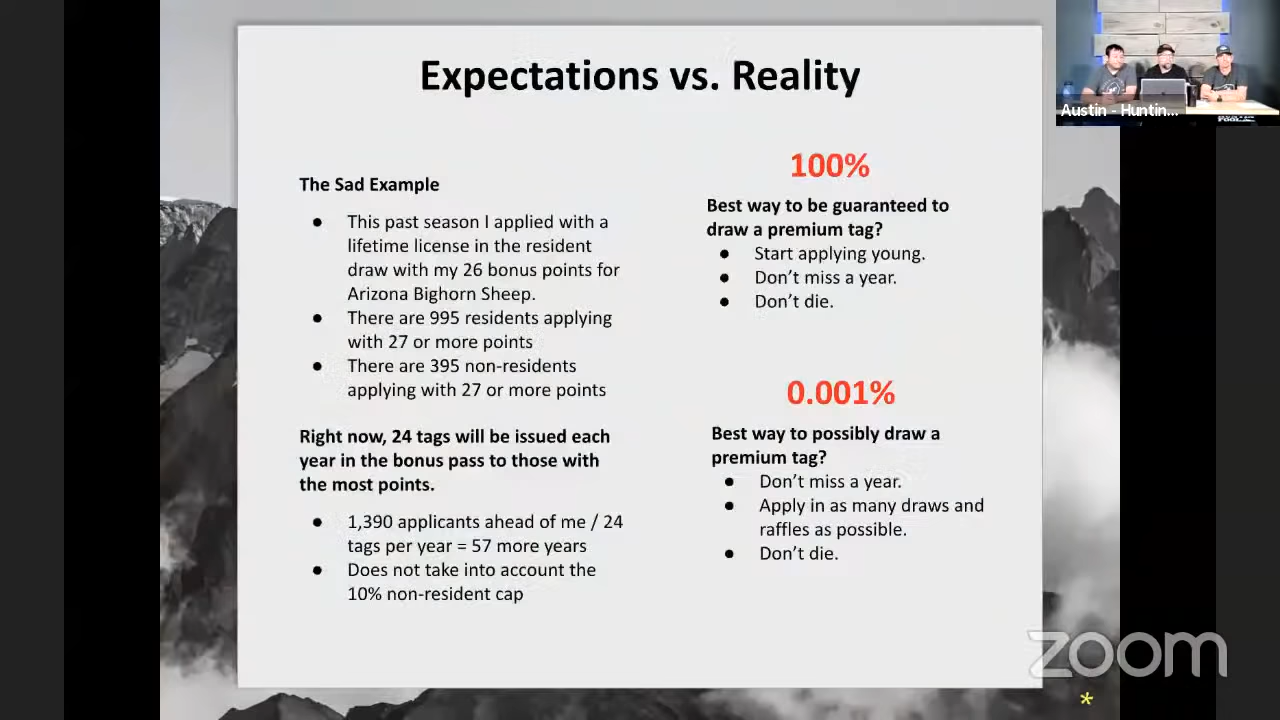 Expectations vs. Reality
The Sad Example
● This past season I applied with a
lifetime license in the resident
draw with my 26 bonus points for
Arizona Bighorn Sheep.
● There are 995 residents applying
with 27 or more points
● There are 395 non-residents
applying with 27 or more points
Right now, 24 tags will be issued each
year in the bonus pass to those with
the most points.
● 1,390 applicants ahead of me / 24
tags per year = 57 more years
● Does not take into account the
10% non-resident cap
100%
Best way to be guaranteed to
draw a premium tag?
● Start applying young.
● Don't miss a year.
● Don't die.
0.001%
Best way to possibly draw a
premium tag?
● Don't miss a year.
● Apply in as many draws and
raffles as possible.
● Don't die.
Austin - Huntin...
zoom
*